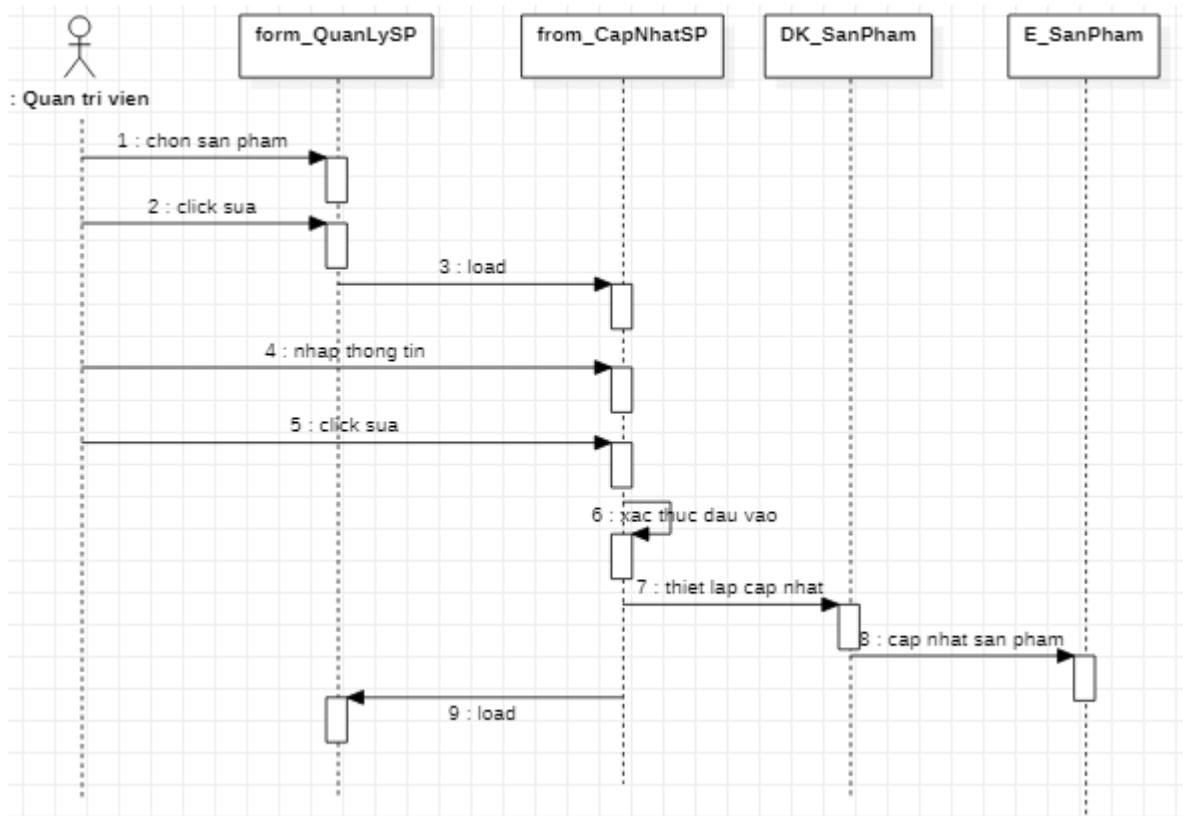 form_QuanLySP
from_CapNhatSP
DK_SanPham
E_SanPham
: Quan tri vien
1 : chon san pham
2 : click sua
3 : load
4 : nhap thong tin
5 : click sua
6 : xac thuc dau vao
7 : thiet lap cap nhat
8 : cap nhat san pham
9 : load